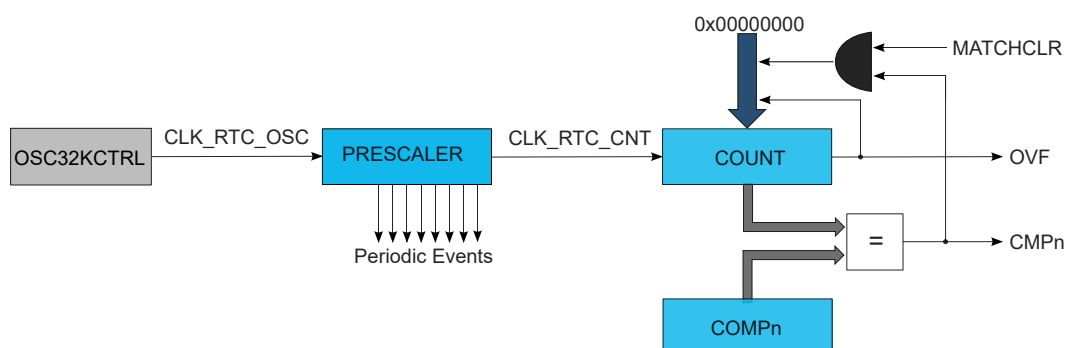 0x00000000
MATCHCLR
OSC32KCTRL
CLK_RTC_OSC
PRESCALER
CLK_RTC_CNT
COUNT
OVF
Periodic Events
=
CMPn
COMPn